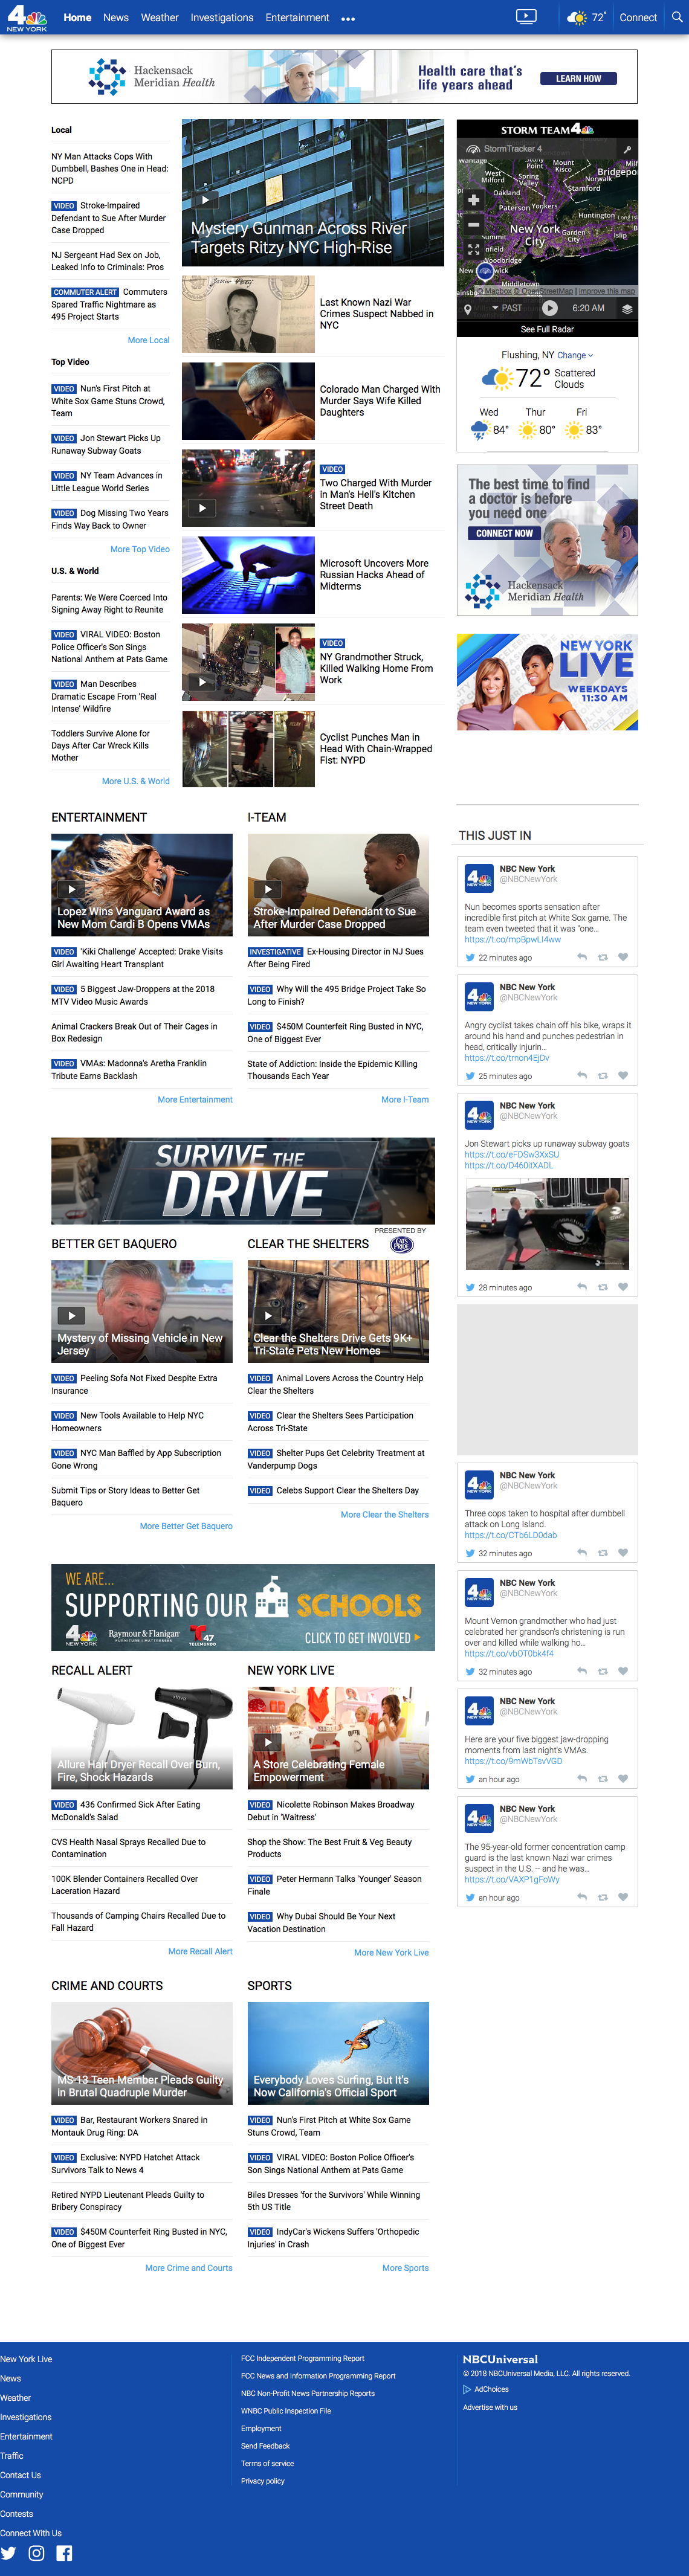 4
NEW YORK
Home
News
Weather
Investigations
Entertainment
72°
Connect
Hackensack
Meridian Health
Health care that's
life years ahead
LEARN HOW
Local
NY Man Attacks Cops With
Dumbbell, Bashes One in Head:
NCPD
VIDEO Stroke-Impaired
Defendant to Sue After Murder
Case Dropped
NJ Sergeant Had Sex on Job,
Leaked Info to Criminals: Pros
COMMUTER ALERT Commuters
Spared Traffic Nightmare as
495 Project Starts
More Local
Top Video
VIDEO Nun's First Pitch at
White Sox Game Stuns Crowd,
Team
VIDEO Jon Stewart Picks Up
Runaway Subway Goats
VIDEO NY Team Advances in
Little League World Series
VIDEO Dog Missing Two Years
Finds Way Back to Owner
More Top Video
U.S. & World
Parents: We Were Coerced Into
Signing Away Right to Reunite
VIDEO VIRAL VIDEO: Boston
Police Officer's Son Sings
National Anthem at Pats Game
VIDEO Man Describes
Dramatic Escape From 'Real
Intense' Wildfire
Toddlers Survive Alone for
Days After Car Wreck Kills
Mother
More U.S. & World
Mystery Gunman Across River
Targets Ritzy NYC High-Rise
Last Known Nazi War
Crimes Suspect Nabbed in
NYC
Colorado Man Charged With
Murder Says Wife Killed
Daughters
VIDEO
Two Charged With Murder
in Man's Hell's Kitchen
Street Death
Microsoft Uncovers More
Russian Hacks Ahead of
Midterms
VIDEO
NY Grandmother Struck,
Killed Walking Home From
Work
Cyclist Punches Man in
Head With Chain-Wrapped
Fist: NYPD
STORM TEAM 4
StormTracker 4
West
Milford
Spring
Valley
Mount
Kisco
Bridgepo
Norwalk
Stamford
Oakland
Paterson
Yonkers
Huntington
Islip
New York
City
Woodbridge
Middletown
© Mapbox © OpenStreetMap | Improve this map
PAST
6:20 AM
See Full Radar
Flushing, NY Change
72° Scattered
Clouds
Wed
Thur
Fri
84°
80°
83°
The best time to find
a doctor is before
you need one
CONNECT NOW
Hackensack
Meridian Health
NEW YORK
LIVE
WEEKDAYS
11:30 AM
ENTERTAINMENT
Lopez Wins Vanguard Award as
New Mom Cardi B Opens VMAs
VIDEO 'Kiki Challenge' Accepted: Drake Visits
Girl Awaiting Heart Transplant
VIDEO 5 Biggest Jaw-Droppers at the 2018
MTV Video Music Awards
Animal Crackers Break Out of Their Cages in
Box Redesign
VIDEO VMAs: Madonna's Aretha Franklin
Tribute Earns Backlash
More Entertainment
I-TEAM
Stroke-Impaired Defendant to Sue
After Murder Case Dropped
INVESTIGATIVE Ex-Housing Director in NJ Sues
After Being Fired
VIDEO Why Will the 495 Bridge Project Take So
Long to Finish?
VIDEO $450M Counterfeit Ring Busted in NYC,
One of Biggest Ever
State of Addiction: Inside the Epidemic Killing
Thousands Each Year
More I-Team
THIS JUST IN
NBC New York
@NBCNewYork
Nun becomes sports sensation after
incredible first pitch at White Sox game. The
team even tweeted that it was "one...
https://t.co/mpBpwLI4ww
22 minutes ago
NBC New York
@NBCNewYork
Angry cyclist takes chain off his bike, wraps it
around his hand and punches pedestrian in
head, critically injurin...
https://t.co/trnon4EjDv
25 minutes ago
NBC New York
@NBCNewYork
Jon Stewart picks up runaway subway goats
https://t.co/eFDSw3XxSU
https://t.co/D460itXADL
28 minutes ago
NBC New York
@NBCNewYork
Three cops taken to hospital after dumbbell
attack on Long Island.
https://t.co/CTb6LD0dab
32 minutes ago
NBC New York
@NBCNewYork
Mount Vernon grandmother who had just
celebrated her grandson's christening is run
over and killed while walking ho...
https://t.co/vbOT0bk4f4
32 minutes ago
NBC New York
@NBCNewYork
Here are your five biggest jaw-dropping
moments from last night's VMAs.
https://t.co/9mWbTsvVGD
an hour ago
NBC New York
@NBCNewYork
The 95-year-old former concentration camp
guard is the last known Nazi war crimes
suspect in the U.S. -- and he was...
https://t.co/VAXP1gFoWy
an hour ago
SURVIVE THE
DRIVE
BETTER GET BAQUERO
Mystery of Missing Vehicle in New
Jersey
VIDEO Peeling Sofa Not Fixed Despite Extra
Insurance
VIDEO New Tools Available to Help NYC
Homeowners
VIDEO NYC Man Baffled by App Subscription
Gone Wrong
Submit Tips or Story Ideas to Better Get
Baquero
More Better Get Baquero
CLEAR THE SHELTERS
PRESENTED BY
Cat's Pride
Clear the Shelters Drive Gets 9K+
Tri-State Pets New Homes
VIDEO Animal Lovers Across the Country Help
Clear the Shelters
VIDEO Clear the Shelters Sees Participation
Across Tri-State
VIDEO Shelter Pups Get Celebrity Treatment at
Vanderpump Dogs
VIDEO Celebs Support Clear the Shelters Day
More Clear the Shelters
WE ARE...
SUPPORTING OUR SCHOOLS
4 NEW YORK
Raymour & Flanigan
FURNITURE | MATTRESSES
47
TELEMUNDO
CLICK TO GET INVOLVED
RECALL ALERT
Allure Hair Dryer Recall Over Burn,
Fire, Shock Hazards
VIDEO 436 Confirmed Sick After Eating
McDonald's Salad
CVS Health Nasal Sprays Recalled Due to
Contamination
100K Blender Containers Recalled Over
Laceration Hazard
Thousands of Camping Chairs Recalled Due to
Fall Hazard
More Recall Alert
NEW YORK LIVE
A Store Celebrating Female
Empowerment
VIDEO Nicolette Robinson Makes Broadway
Debut in 'Waitress'
Shop the Show: The Best Fruit & Veg Beauty
Products
VIDEO Peter Hermann Talks 'Younger' Season
Finale
VIDEO Why Dubai Should Be Your Next
Vacation Destination
More New York Live
CRIME AND COURTS
MS-13 Teen Member Pleads Guilty
in Brutal Quadruple Murder
VIDEO Bar, Restaurant Workers Snared in
Montauk Drug Ring: DA
VIDEO Exclusive: NYPD Hatchet Attack
Survivors Talk to News 4
Retired NYPD Lieutenant Pleads Guilty to
Bribery Conspiracy
VIDEO $450M Counterfeit Ring Busted in NYC,
One of Biggest Ever
More Crime and Courts
SPORTS
Everybody Loves Surfing, But It's
Now California's Official Sport
VIDEO Nun's First Pitch at White Sox Game
Stuns Crowd, Team
VIDEO VIRAL VIDEO: Boston Police Officer's
Son Sings National Anthem at Pats Game
Biles Dresses 'for the Survivors' While Winning
5th US Title
VIDEO IndyCar's Wickens Suffers 'Orthopedic
Injuries' in Crash
More Sports
New York Live
News
Weather
Investigations
Entertainment
Traffic
Contact Us
Community
Contests
Connect With Us
FCC Independent Programming Report
FCC News and Information Programming Report
NBC Non-Profit News Partnership Reports
WNBC Public Inspection File
Employment
Send Feedback
Terms of service
Privacy policy
NBCUniversal
© 2018 NBCUniversal Media, LLC. All rights reserved.
AdChoices
Advertise with us